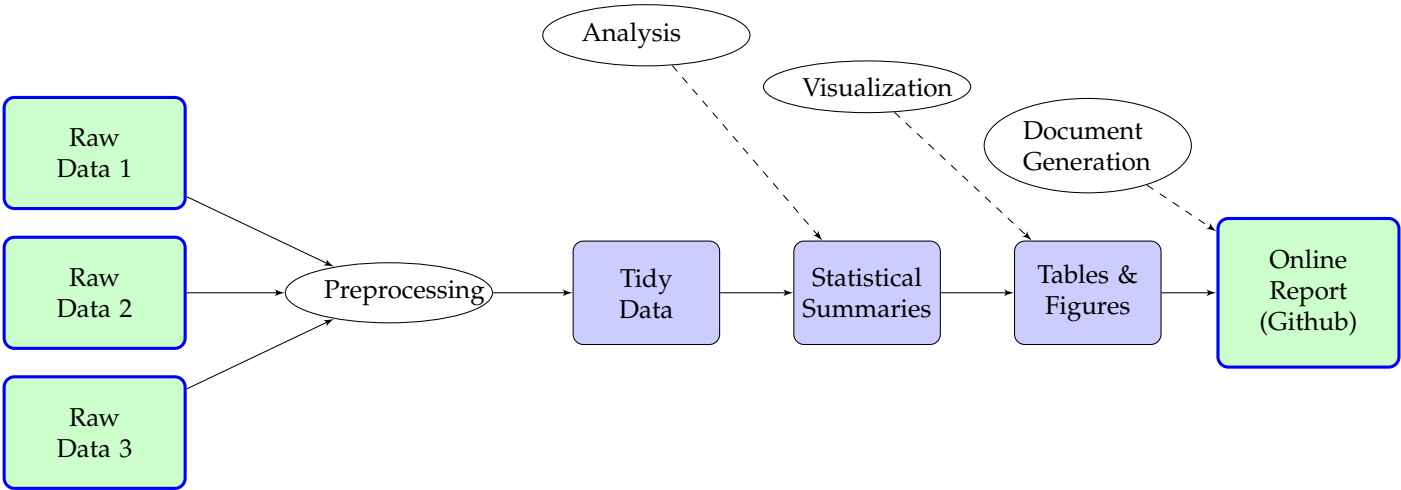 Analysis
Visualization
Document
Generation
Raw
Data 1
Raw
Data 2
Raw
Data 3
Preprocessing
Tidy
Data
Statistical
Summaries
Tables &
Figures
Online
Report
(Github)